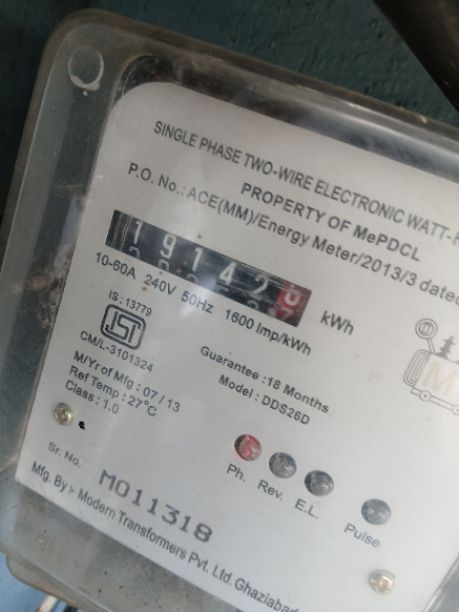 SINGLE PHASE TWO-WIRE ELECTRONIC WATT-H
PROPERTY OF MePDCL
P.O. No.: ACE(MM)/Energy Meter/2013/3 dated
19142 kWh
10-60A 240V 50Hz 1600 Imp/kWh
IS : 13779
ISI
CM/L-3101324
Guarantee :18 Months
M/Yr of Mfg : 07 / 13
Model : DDS26D
Ref Temp : 27°C
Class : 1.0
Ph. Rev. E.L. Pulse
Sr. No. M011318
Mfg. By :- Modern Transformers Pvt. Ltd. Ghaziabad
M